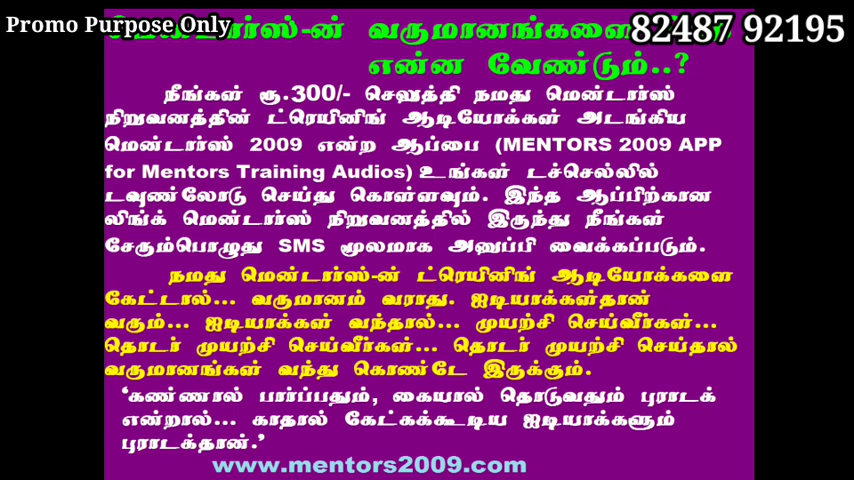 Promo Purpose Only
82487 92195
மென்டார்ஸ்-ன் வருமானங்களை
என்ன வேண்டும்..?
நீங்கள் ரூ.300/- செலுத்தி நமது மென்டார்ஸ்
நிறுவனத்தின் ட்ரெயினிங் ஆடியோக்கள் அடங்கிய
மென்டார்ஸ் 2009 என்ற ஆப்பை (MENTORS 2009 APP
for Mentors Training Audios) உங்கள் டச்செல்லில்
டவுண்லோடு செய்து கொள்ளவும். இந்த ஆப்பிற்கான
லிங்க் மென்டார்ஸ் நிறுவனத்தில் இருந்து நீங்கள்
சேரும்பொழுது SMS மூலமாக அனுப்பி வைக்கப்படும்.
நமது மென்டார்ஸ்-ன் ட்ரெயினிங் ஆடியோக்களை
கேட்டால்... வருமானம் வராது. ஐடியாக்கள்தான்
வரும்... ஐடியாக்கள் வந்தால்... முயற்சி செய்வீர்கள்...
தொடர் முயற்சி செய்வீர்கள்... தொடர் முயற்சி செய்தால்
வருமானங்கள் வந்து கொண்டே இருக்கும்.
‘கண்ணால் பார்ப்பதும், கையால் தொடுவதும் புராடக்
என்றால்... காதால் கேட்கக்கூடிய ஐடியாக்களும்
புராடக்தான்.’
www.mentors2009.com